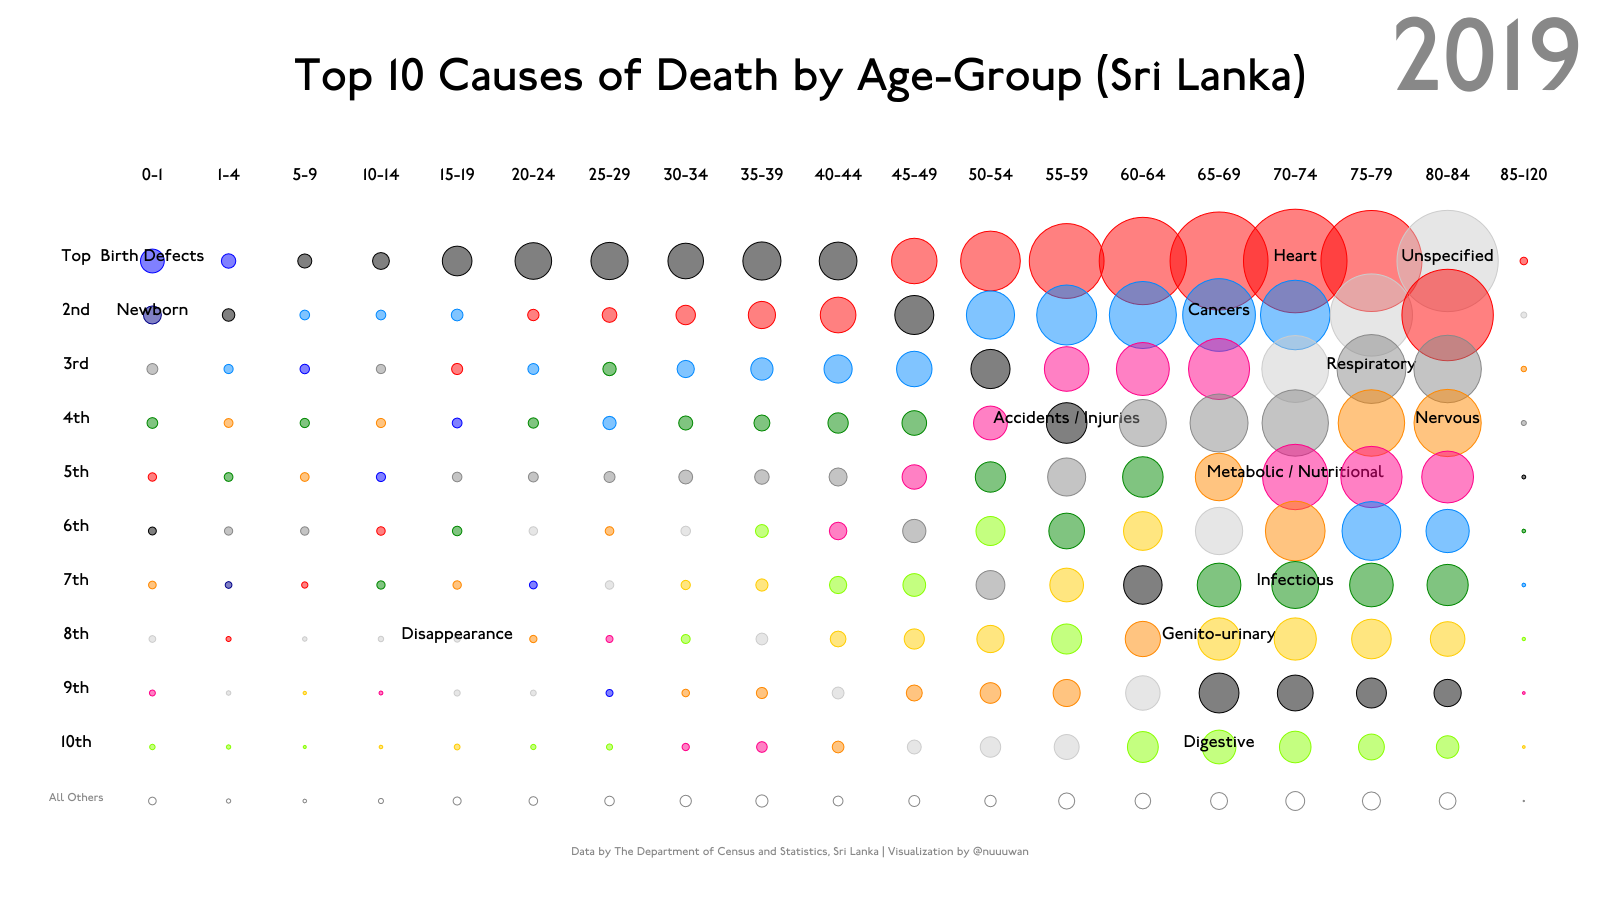 2019
Top 10 Causes of Death by Age-Group (Sri Lanka)
0-1 1-4 5-9 10-14 15-19 20-24 25-29 30-34 35-39 40-44 45-49 50-54 55-59 60-64 65-69 70-74 75-79 80-84 85-120
Top Birth Defects Heart Unspecified
2nd Newborn Cancers
3rd Respiratory
4th Accidents / Injuries Nervous
5th Metabolic / Nutritional
6th
7th Infectious
8th Disappearance Genito-urinary
9th
10th Digestive
All Others
Data by The Department of Census and Statistics, Sri Lanka | Visualization by @nuuuwan